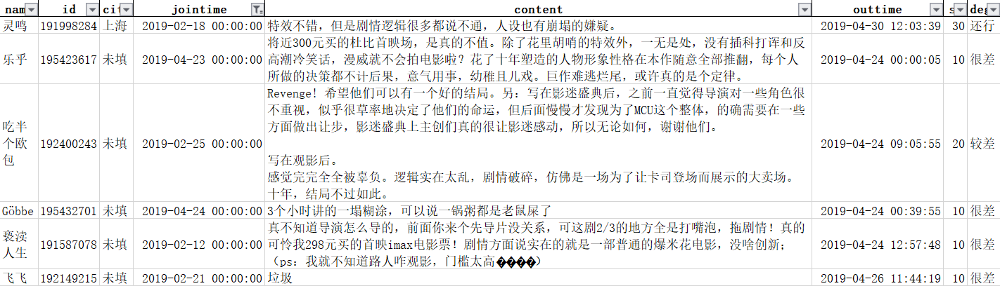 nam id cit jointime content outtime s deg
灵鸣 191998284 上海 2019-02-18 00:00:00 特效不错，但是剧情逻辑很多都说不通，人设也有崩塌的嫌疑。 2019-04-30 12:03:39 30 还行
将近300元买的杜比首映场，是真的不值。除了花里胡哨的特效外，一无是处，没有插科打诨和反
乐乎 195423617 未填 2019-04-23 00:00:00 高潮冷笑话，漫威就不会拍电影啦？花了十年塑造的人物形象性格在本作随意全部推翻，每个人 2019-04-24 00:00:05 10 很差
所做的决策都不计后果，意气用事，幼稚且儿戏。巨作难逃烂尾，或许真的是个定律。
Revenge！希望他们可以有一个好的结局。另：写在影迷盛典后，之前一直觉得导演对一些角色很
不重视，似乎很草率地决定了他们的命运，但后面慢慢才发现为了MCU这个整体，的确需要在一些
吃半
方面做出让步，影迷盛典上主创们真的很让影迷感动，所以无论如何，谢谢他们。
个欧 192400243 未填 2019-02-25 00:00:00 2019-04-24 09:05:55 20 较差
包
写在观影后。
感觉完完全全被辜负。逻辑实在太乱，剧情破碎，仿佛是一场为了让卡司登场而展示的大卖场。
十年，结局不过如此。
Göbbe 195432701 未填 2019-04-24 00:00:00 3个小时讲的一塌糊涂，可以说一锅粥都是老鼠屎了 2019-04-24 00:39:55 10 很差
真不知道导演怎么导的，前面你来个先导片没关系，可这剧2/3的地方全是打嘴泡，拖剧情！真的
亵渎
人生 191587078 未填 2019-02-12 00:00:00 可怜我298元买的首映imax电影票！剧情方面说实在的就是一部普通的爆米花电影，没啥创新； 2019-04-24 12:57:48 10 很差
（ps：我就不知道路人咋观影，门槛太高����）
飞飞 192149215 未填 2019-02-21 00:00:00 垃圾 2019-04-26 11:44:19 10 很差